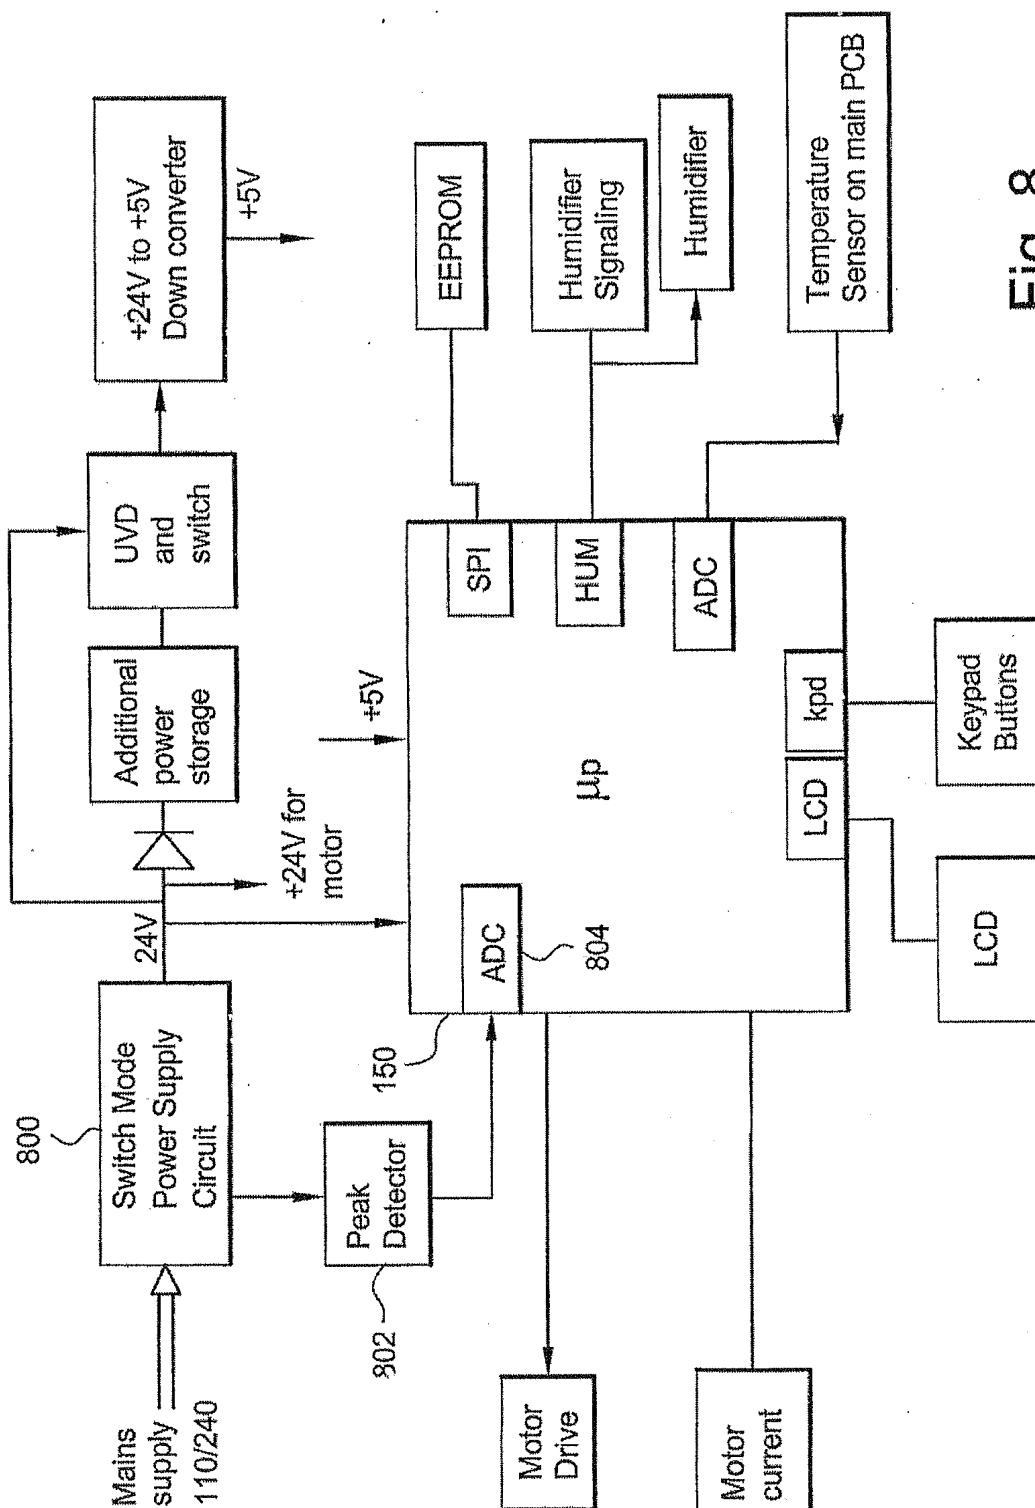 Mains
supply
110/240
800
Switch Mode
Power Supply
Circuit
24V
+24V for
motor
Additional
power
storage
UVD
and
switch
+24V to +5V
Down converter
+5V
802
Peak
Detector
150
ADC
804
+5V
μp
SPI
HUM
ADC
LCD
kpd
EEPROM
Humidifier
Signaling
Humidifier
Temperature
Sensor on main PCB
Motor
Drive
Motor
current
LCD
Keypad
Buttons
Fig. 8